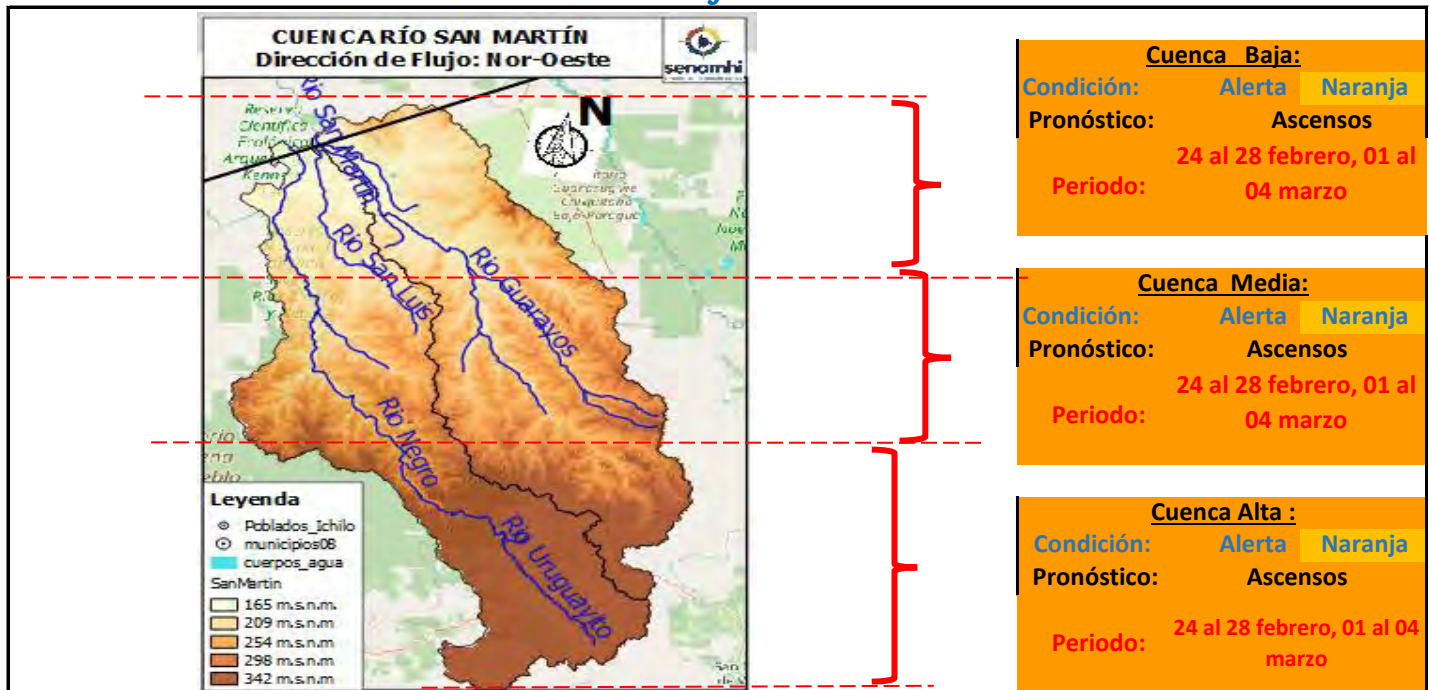 CUENCA RÍO SAN MARTÍN
Dirección de Flujo: Nor-Oeste
senamhi
N
Río San Martín
Río San Luis
Río Guarayos
Río Negro
Río Uruguayito
Leyenda
Poblados_Ichilo
municipios08
cuerpos_agua
SanMartin
165 m.s.n.m.
209 m.s.n.m
254 m.s.n.m
298 m.s.n.m
342 m.s.n.m
Cuenca Baja:
Condición: Alerta Naranja
Pronóstico: Ascensos
Periodo: 24 al 28 febrero, 01 al
04 marzo
Cuenca Media:
Condición: Alerta Naranja
Pronóstico: Ascensos
Periodo: 24 al 28 febrero, 01 al
04 marzo
Cuenca Alta :
Condición: Alerta Naranja
Pronóstico: Ascensos
Periodo: 24 al 28 febrero, 01 al 04
marzo